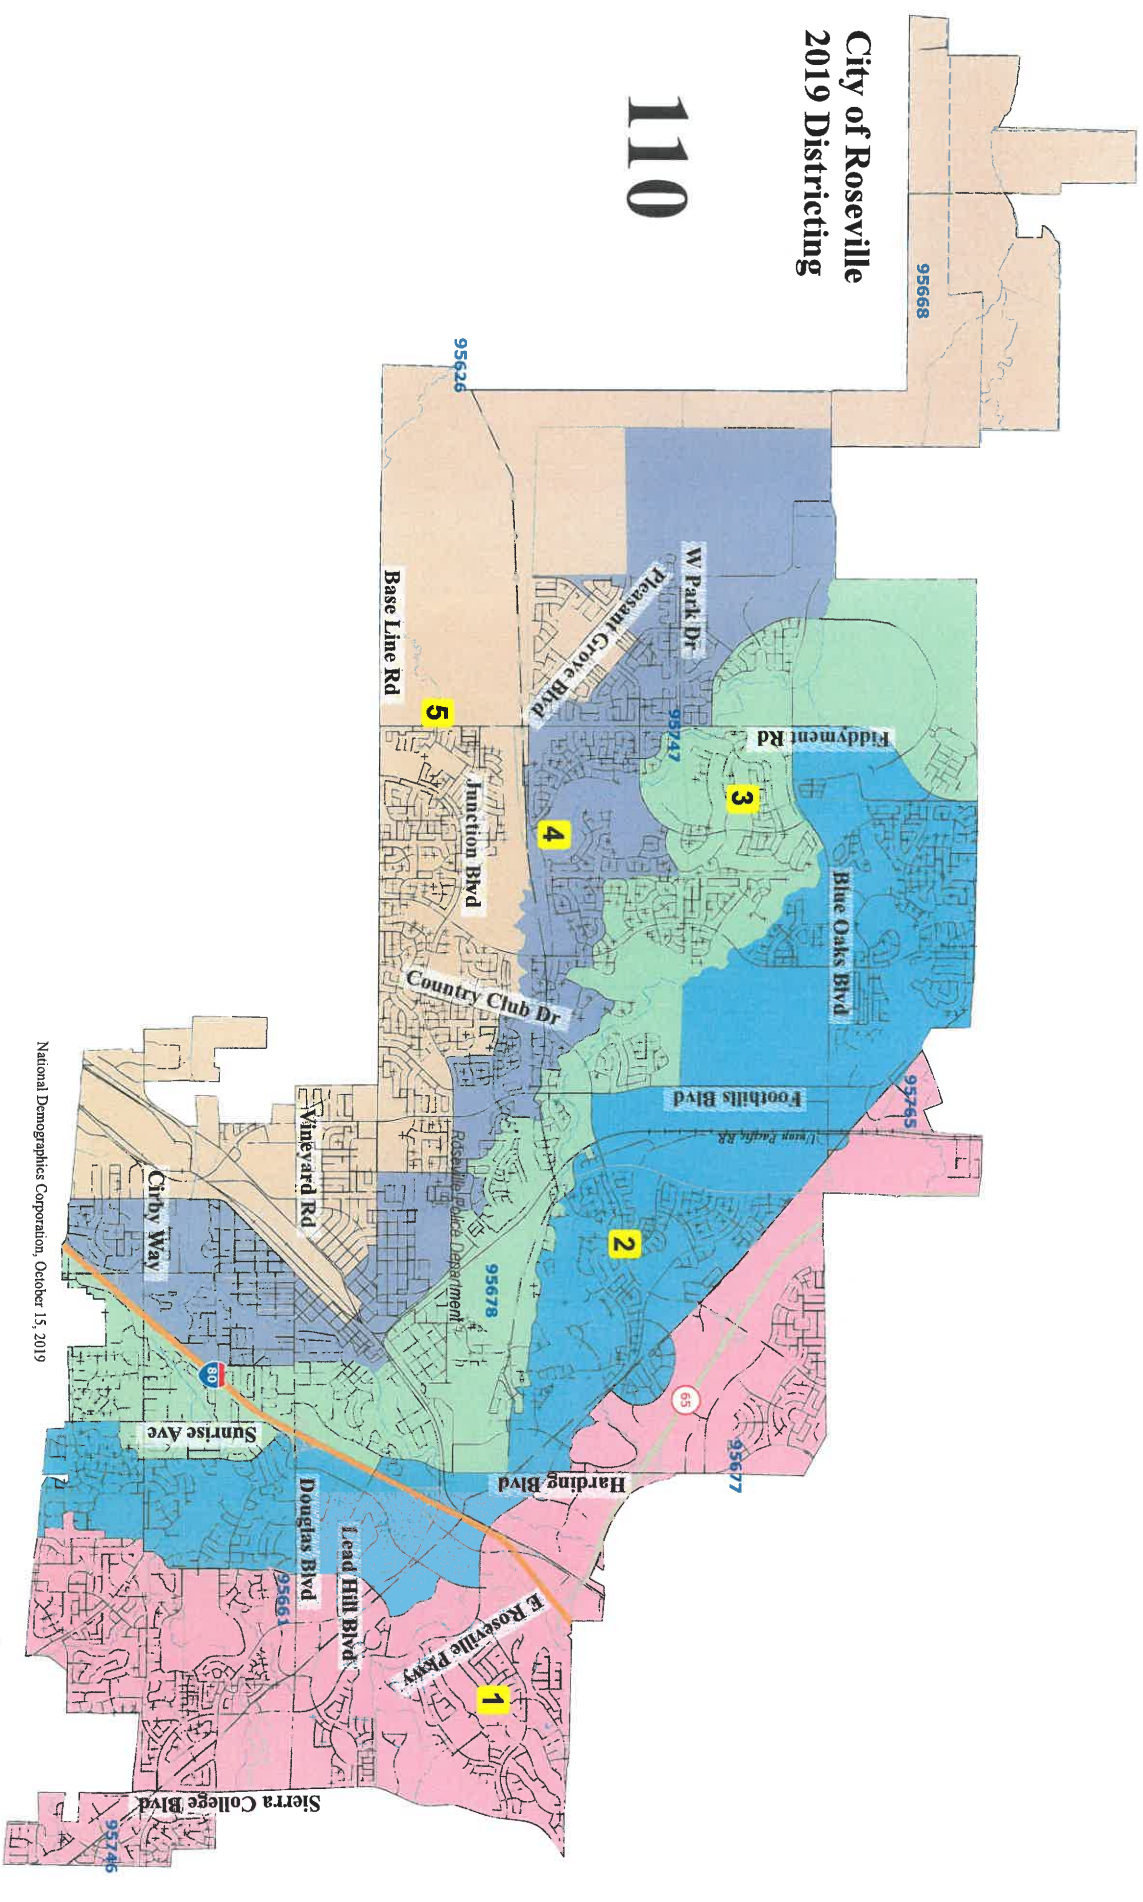 City of Roseville
2019 Districting
110
95668
95626
95747
95765
95677
95678
95661
95746
Fiddyment Rd
Blue Oaks Blvd
W Park Dr
Pleasant Grove Blvd
Base Line Rd
Junction Blvd
Country Club Dr
Foothills Blvd
Union Pacific RR
Roseville Police Department
Vineyard Rd
Cirby Way
Sunrise Ave
Harding Blvd
Douglas Blvd
Lead Hill Blvd
E Roseville Pkwy
Sierra College Blvd
1
2
3
4
5
65
80
National Demographics Corporation, October 15, 2019